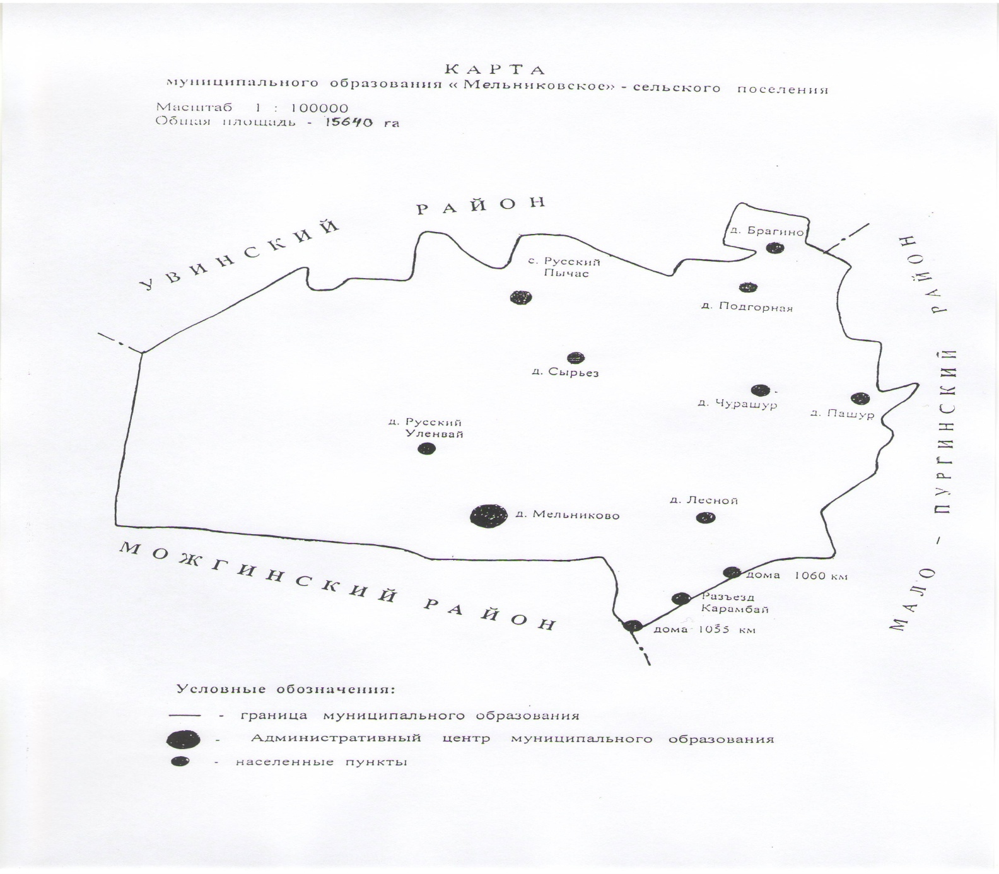 КАРТА
муниципального образования « Мельниковское» - сельского поселения
Масштаб 1 : 100000
Общая площадь - 15640 га
УВИНСКИЙ РАЙОН
д. Брагино
с. Русский
Пычас
д. Подгорная
д. Сырьез
д. Чурашур
д. Пашур
д. Русский
Уленвай
д. Лесной
д. Мельниково
МАЛО - ПУРГИНСКИЙ РАЙОН
МОЖГИНСКИЙ РАЙОН
дома 1060 км
Разъезд
Карамбай
дома 1055 км
Условные обозначения:
- граница муниципального образования
- Административный центр муниципального образования
- населенные пункты